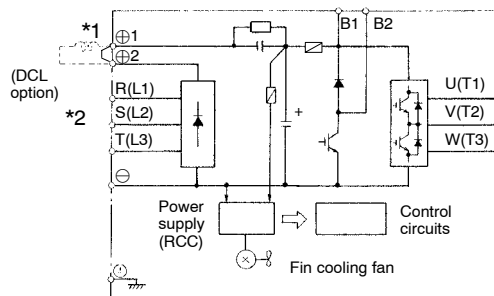 B1 B2
*1
⊕1
⊕2
(DCL
option)
*2
R(L1)
S(L2)
T(L3)
+
U(T1)
V(T2)
W(T3)
⊖
Power
supply
(RCC)
Control
circuits
Fin cooling fan